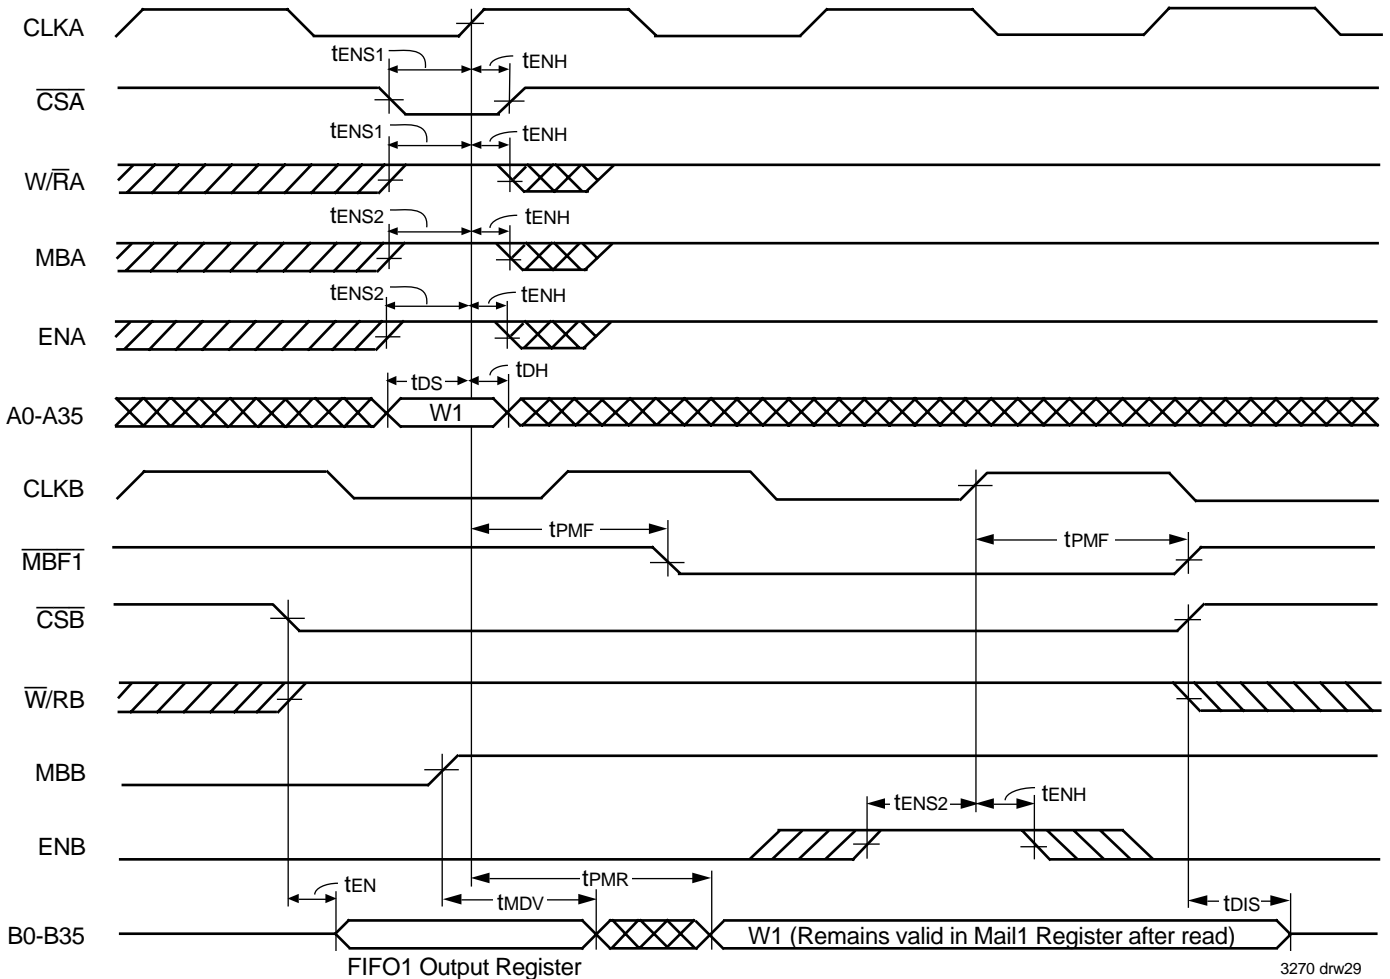 CLKA
tENS1
tENH
CSA
tENS1
tENH
W/RA
tENS2
tENH
MBA
tENS2
tENH
ENA
tDS
tDH
A0-A35
W1
CLKB
tPMF
tPMF
MBF1
CSB
W/RB
MBB
tENS2
tENH
ENB
tEN
tMDV
tPMR
tDIS
B0-B35
W1 (Remains valid in Mail1 Register after read)
FIFO1 Output Register
3270 drw29